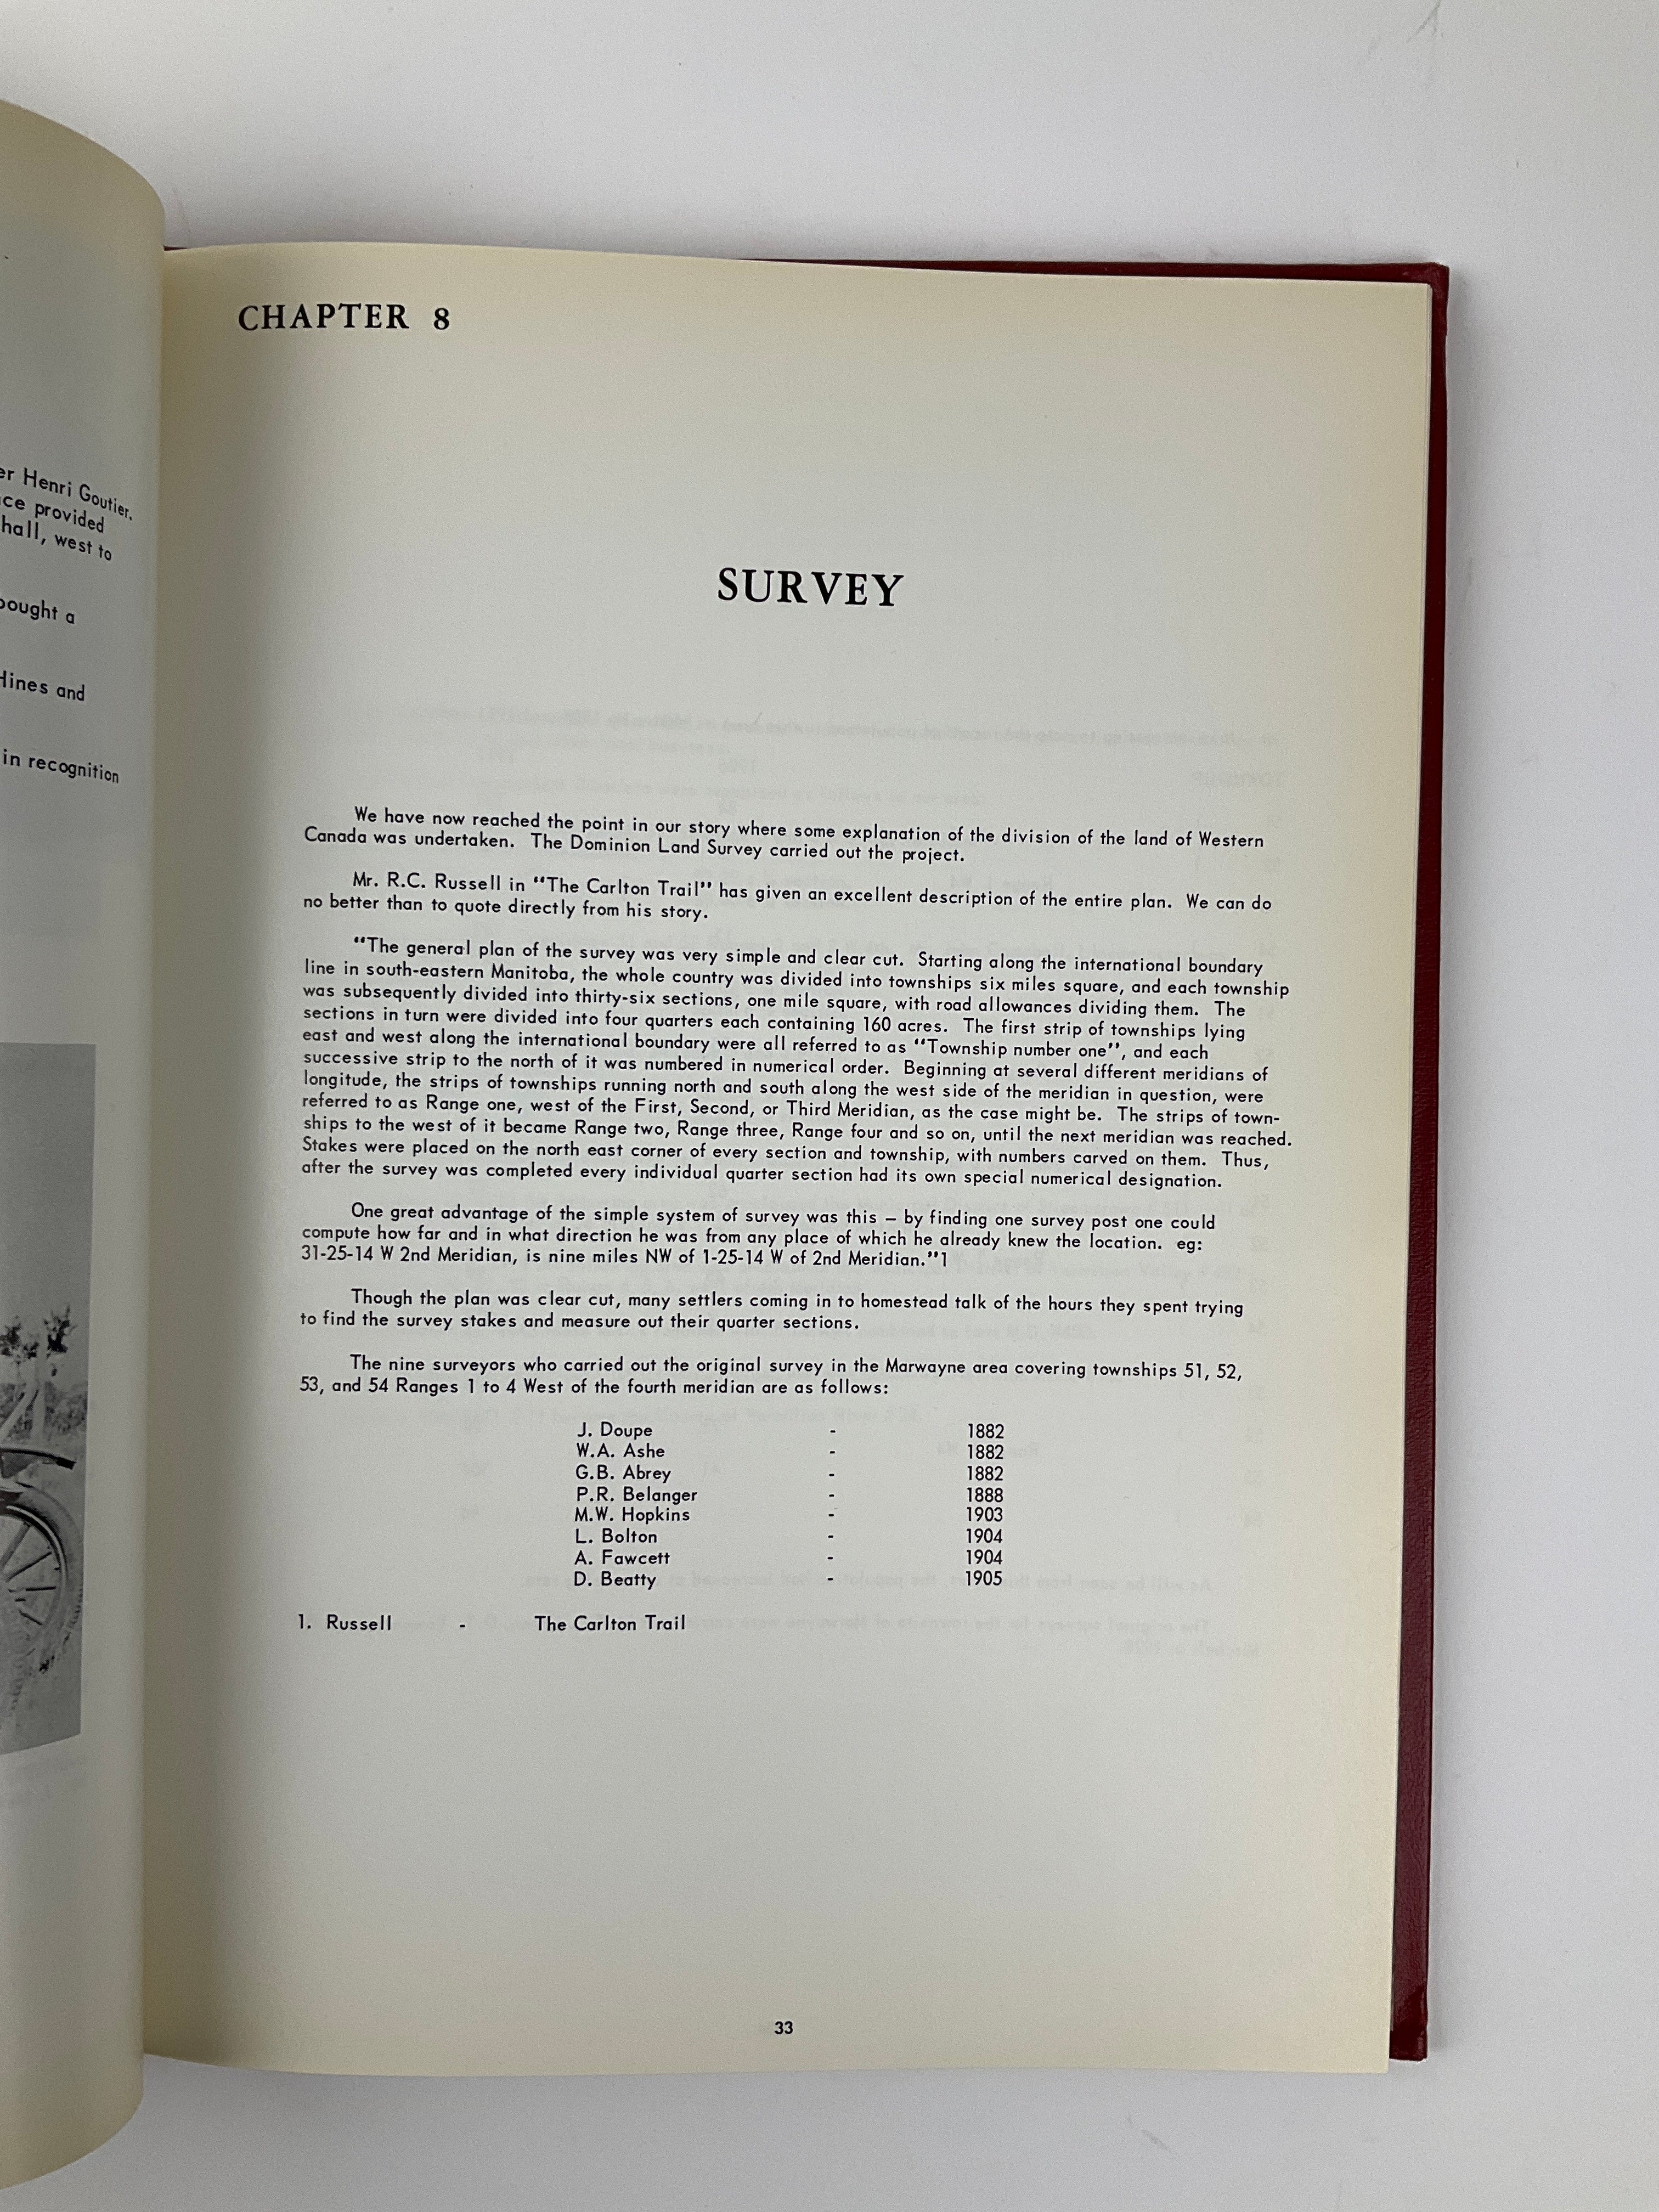 er Henri Goutier.
ce provided
hall, west to
bought a
Hines and
in recognition
CHAPTER 8
SURVEY
We have now reached the point in our story where some explanation of the division of the land of Western
Canada was undertaken. The Dominion Land Survey carried out the project.
Mr. R.C. Russell in "The Carlton Trail" has given an excellent description of the entire plan. We can do
no better than to quote directly from his story.
"The general plan of the survey was very simple and clear cut. Starting along the international boundary
line in south-eastern Manitoba, the whole country was divided into townships six miles square, and each township
was subsequently divided into thirty-six sections, one mile square, with road allowances dividing them. The
sections in turn were divided into four quarters each containing 160 acres. The first strip of townships lying
east and west along the international boundary were all referred to as "Township number one", and each
successive strip to the north of it was numbered in numerical order. Beginning at several different meridians of
longitude, the strips of townships running north and south along the west side of the meridian in question, were
referred to as Range one, west of the First, Second, or Third Meridian, as the case might be. The strips of town-
ships to the west of it became Range two, Range three, Range four and so on, until the next meridian was reached.
Stakes were placed on the north east corner of every section and township, with numbers carved on them. Thus,
after the survey was completed every individual quarter section had its own special numerical designation.
One great advantage of the simple system of survey was this – by finding one survey post one could
compute how far and in what direction he was from any place of which he already knew the location. eg:
31-25-14 W 2nd Meridian, is nine miles NW of 1-25-14 W of 2nd Meridian."1
Though the plan was clear cut, many settlers coming in to homestead talk of the hours they spent trying
to find the survey stakes and measure out their quarter sections.
The nine surveyors who carried out the original survey in the Marwayne area covering townships 51, 52,
53, and 54 Ranges 1 to 4 West of the fourth meridian are as follows:
J. Doupe - 1882
W.A. Ashe - 1882
G.B. Abrey - 1882
P.R. Belanger - 1888
M.W. Hopkins - 1903
L. Bolton - 1904
A. Fawcett - 1904
D. Beatty - 1905
1. Russell - The Carlton Trail
33